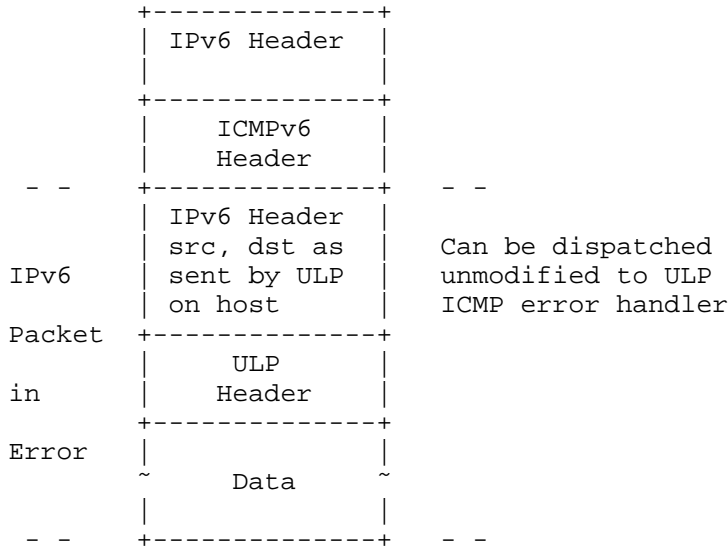 +--------------+
| IPv6 Header |
| |
+--------------+
| ICMPv6 |
| Header |
- - +--------------+ - -
| IPv6 Header |
| src, dst as | Can be dispatched
IPv6 | sent by ULP | unmodified to ULP
| on host | ICMP error handler
Packet +--------------+
| ULP |
in | Header |
+--------------+
Error | |
~ Data ~
| |
- - +--------------+ - -